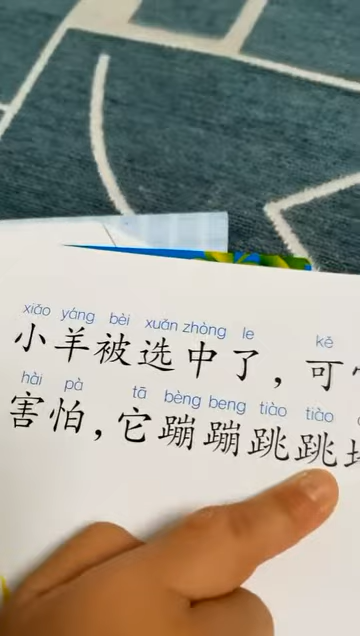 xiǎo yáng bèi xuǎn zhòng le kě
小羊被选中了，可
hài pà tā bèng beng tiào tiào
害怕，它蹦蹦跳跳